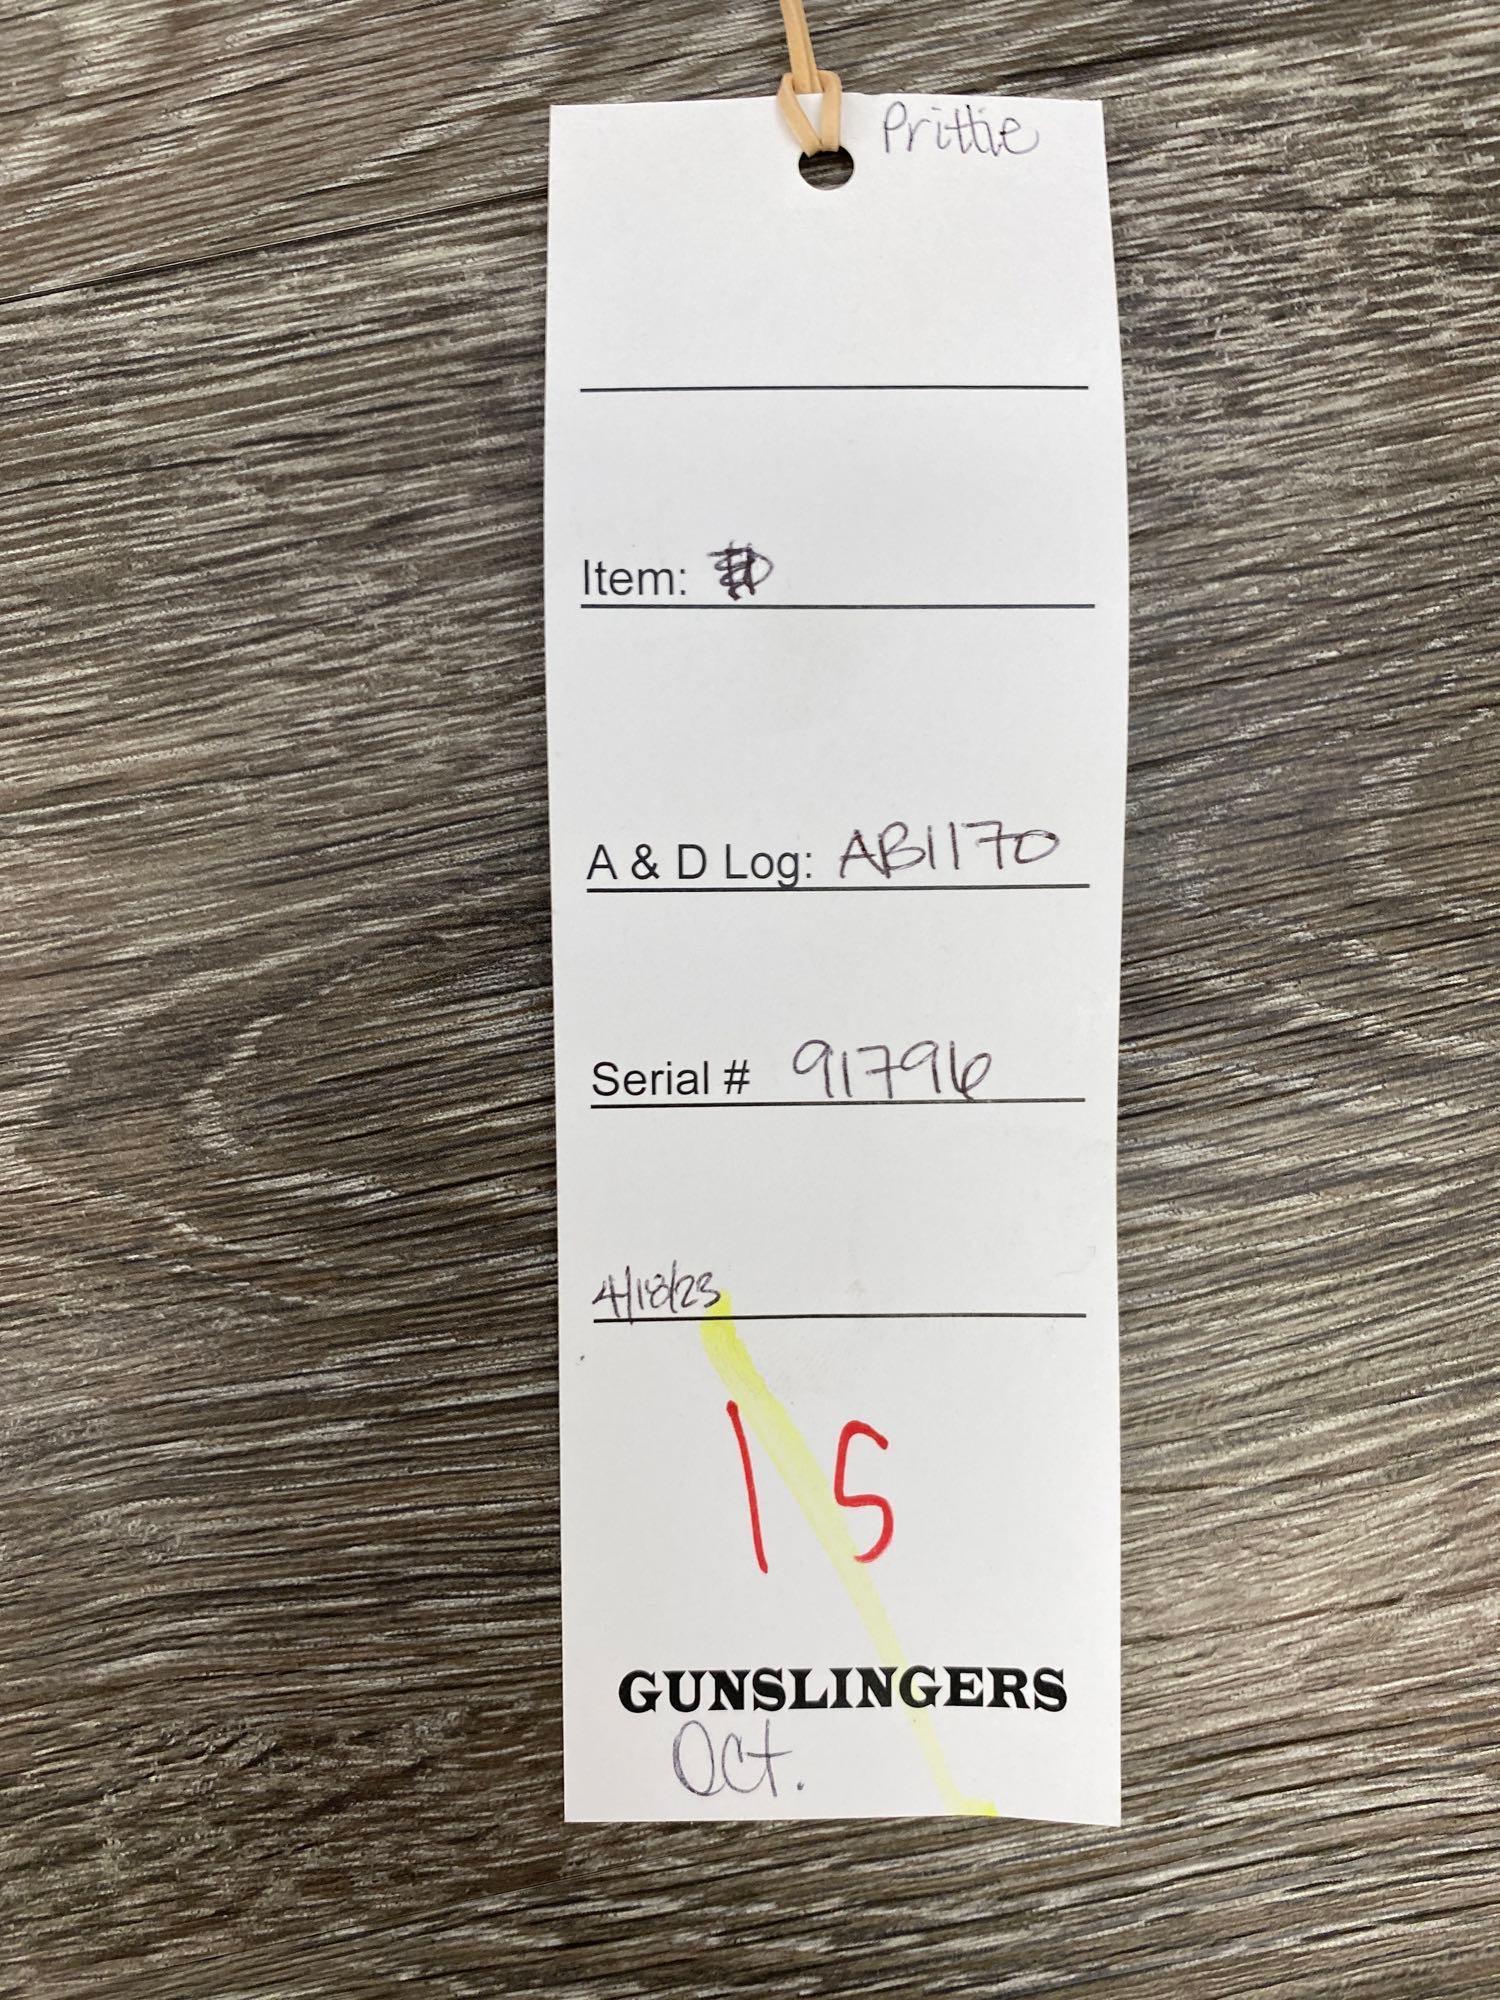 Prittie
Item:
A & D Log: AB1170
Serial # 91796
4/18/23
15
GUNSLINGERS
Oct.